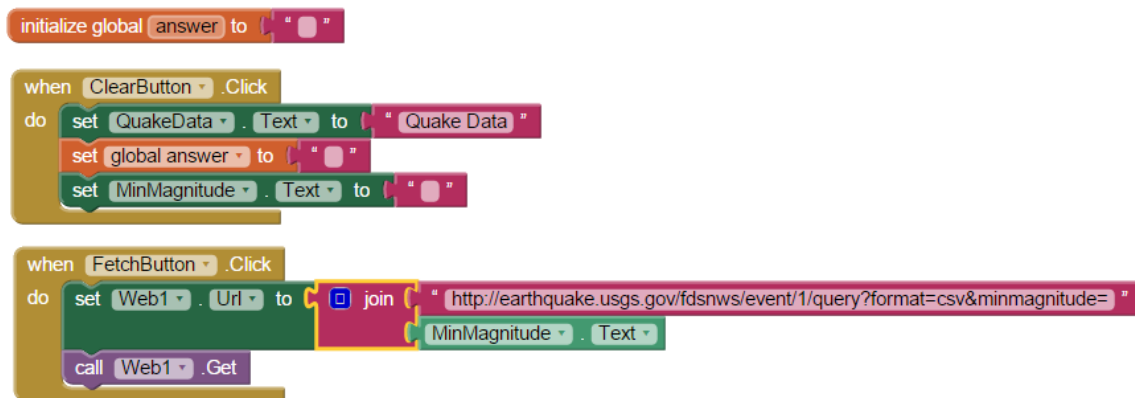 initialize global answer to " "
when ClearButton .Click
do set QuakeData . Text to " Quake Data "
set global answer to " "
set MinMagnitude . Text to " "
when FetchButton .Click
do set Web1 . Url to join " http://earthquake.usgs.gov/fdsnws/event/1/query?format=csv&minmagnitude= "
MinMagnitude . Text
call Web1 .Get